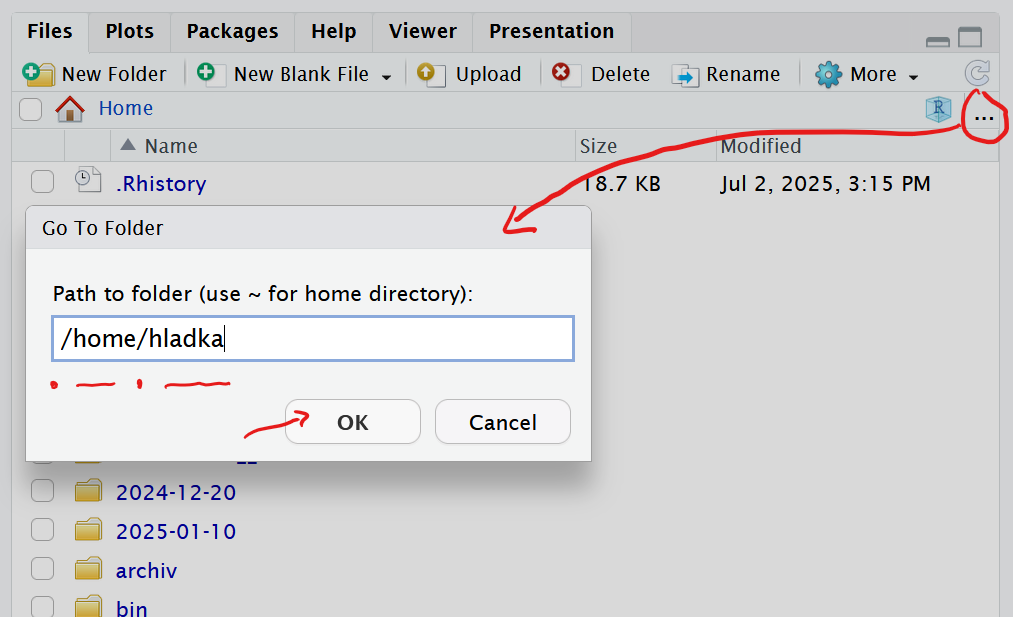 Files Plots Packages Help Viewer Presentation
New Folder New Blank File Upload Delete Rename More
Home R ...
Name Size Modified
.Rhistory 18.7 KB Jul 2, 2025, 3:15 PM
Go To Folder
Path to folder (use ~ for home directory):
/home/hladka
OK Cancel
2024-12-20
2025-01-10
archiv
bin